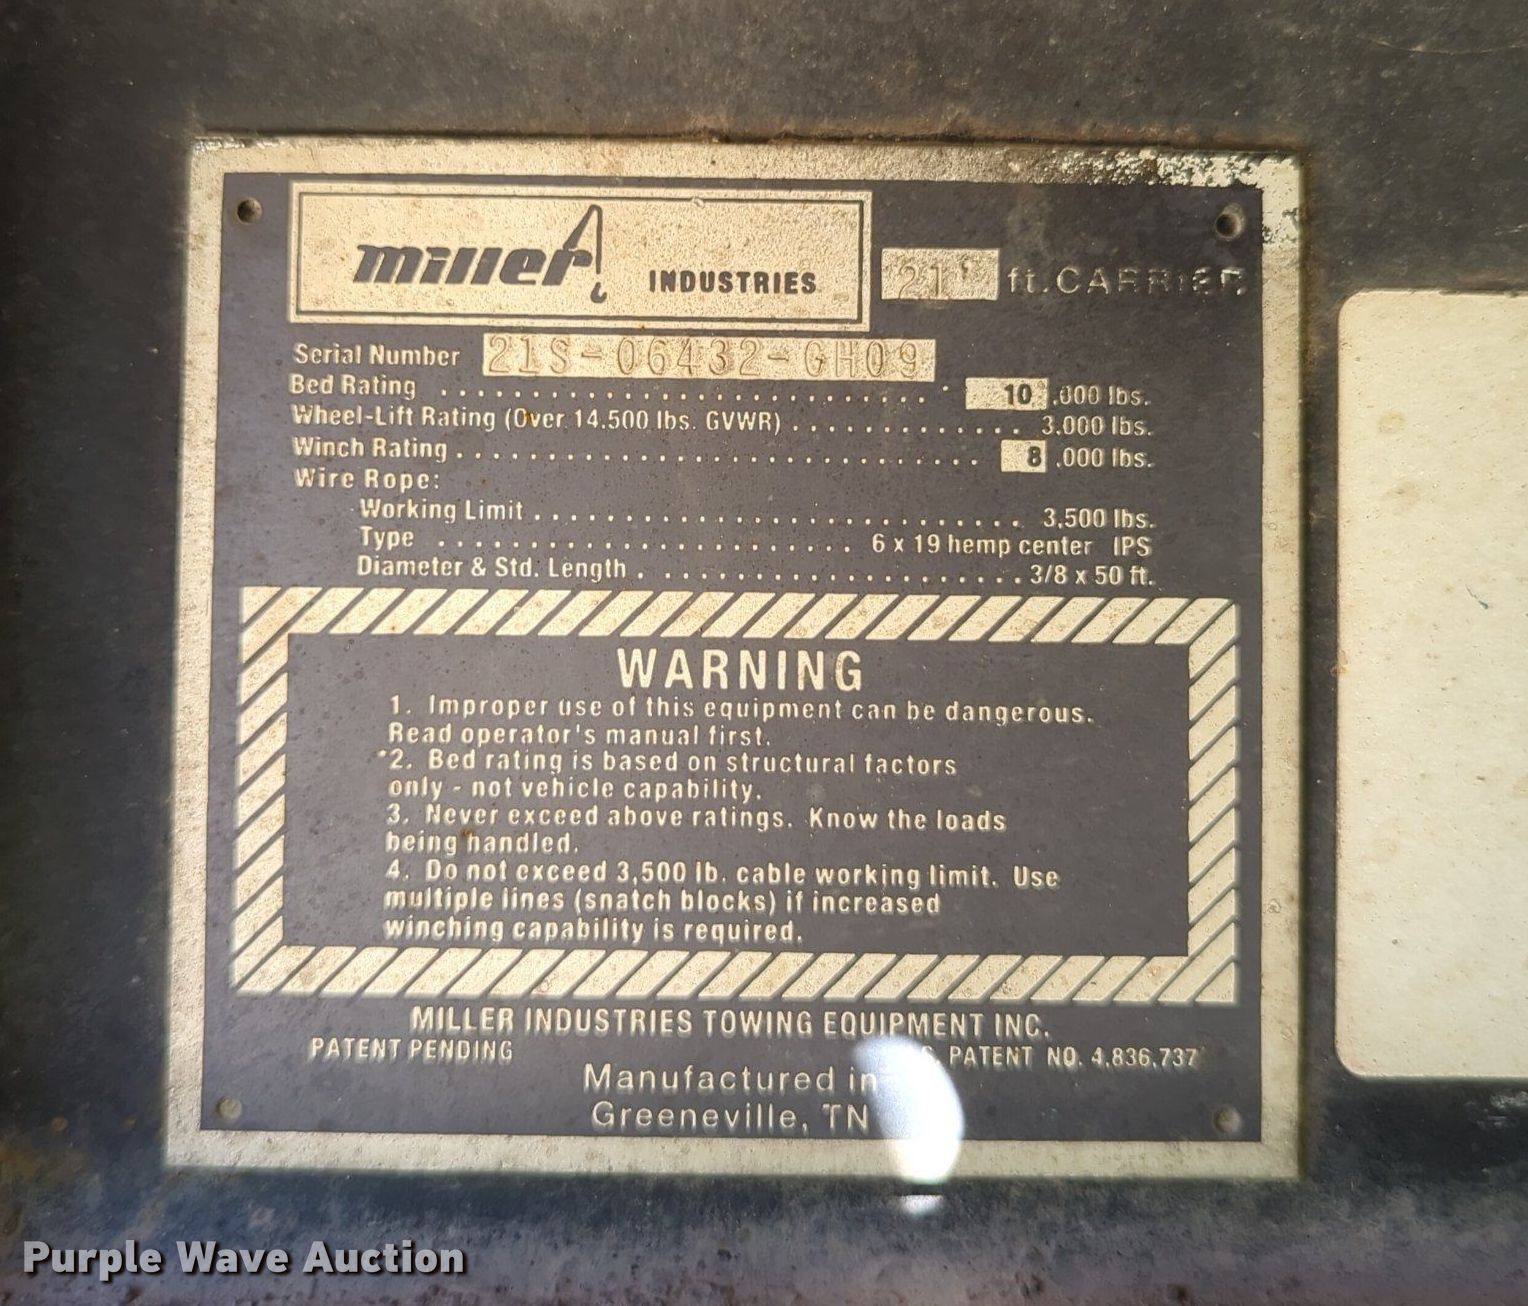 miller INDUSTRIES
21' ft. CARRIER
Serial Number 21S-06432-GH09
Bed Rating . . . . . . . . . . . . . . . . . . . . . . . . . . . . 10 ,000 lbs.
Wheel-Lift Rating (Over 14,500 lbs. GVWR) . . . . . . . . . . . . . 3,000 lbs.
Winch Rating . . . . . . . . . . . . . . . . . . . . . . . . . . . . 8 ,000 lbs.
Wire Rope:
Working Limit . . . . . . . . . . . . . . . . . . . . . . . . . . 3,500 lbs.
Type . . . . . . . . . . . . . . . . . . . . . . 6 x 19 hemp center IPS
Diameter & Std. Length . . . . . . . . . . . . . . . . . . . . 3/8 x 50 ft.
WARNING
1. Improper use of this equipment can be dangerous.
Read operator's manual first.
2. Bed rating is based on structural factors
only - not vehicle capability.
3. Never exceed above ratings. Know the loads
being handled.
4. Do not exceed 3,500 lb. cable working limit. Use
multiple lines (snatch blocks) if increased
winching capability is required.
MILLER INDUSTRIES TOWING EQUIPMENT INC.
PATENT PENDING PATENT NO. 4,836,737
Manufactured in
Greeneville, TN
Purple Wave Auction